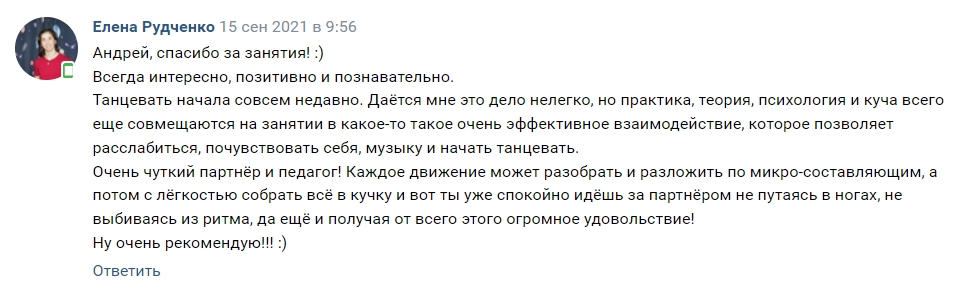 Елена Рудченко 15 сен 2021 в 9:56
Андрей, спасибо за занятия! :)
Всегда интересно, позитивно и познавательно.
Танцевать начала совсем недавно. Даётся мне это дело нелегко, но практика, теория, психология и куча всего
еще совмещаются на занятии в какое-то такое очень эффективное взаимодействие, которое позволяет
расслабиться, почувствовать себя, музыку и начать танцевать.
Очень чуткий партнёр и педагог! Каждое движение может разобрать и разложить по микро-составляющим, а
потом с лёгкостью собрать всё в кучку и вот ты уже спокойно идёшь за партнёром не путаясь в ногах, не
выбиваясь из ритма, да ещё и получая от всего этого огромное удовольствие!
Ну очень рекомендую!!! :)
Ответить